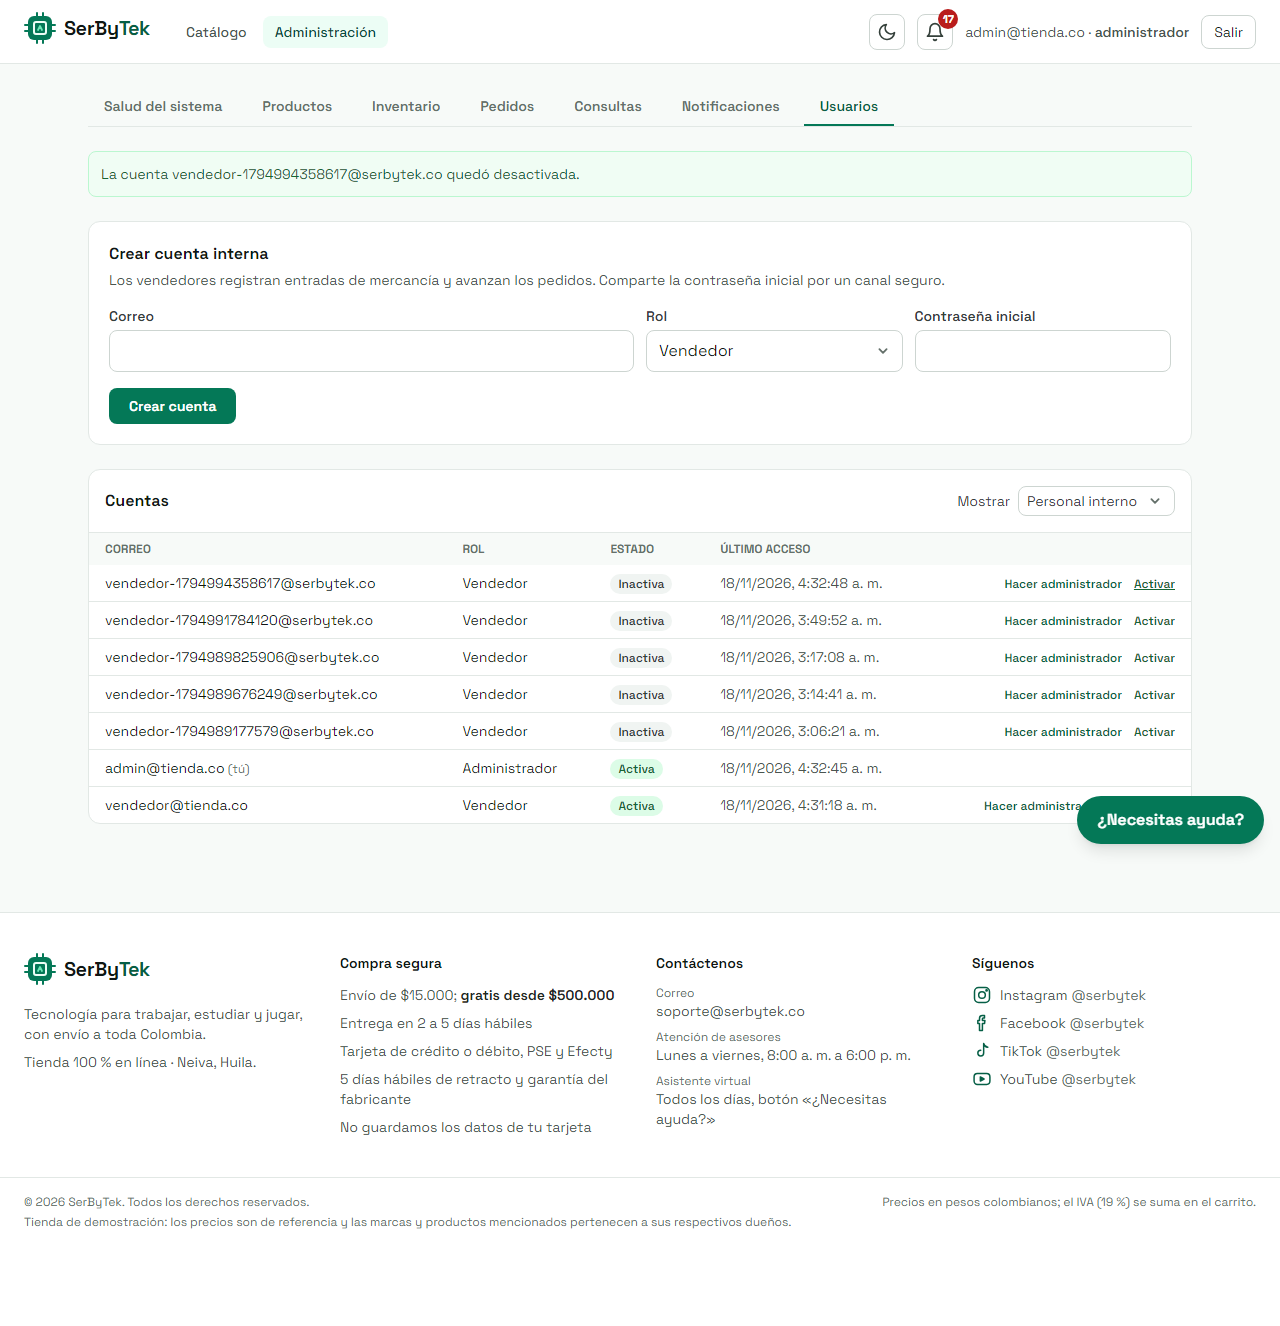 SerByTek
Catálogo
Administración
17
admin@tienda.co · administrador
Salir
Salud del sistema
Productos
Inventario
Pedidos
Consultas
Notificaciones
Usuarios
La cuenta vendedor-1794994358617@serbytek.co quedó desactivada.
Crear cuenta interna
Los vendedores registran entradas de mercancía y avanzan los pedidos. Comparte la contraseña inicial por un canal seguro.
Correo
Rol
Contraseña inicial
Vendedor
Crear cuenta
Cuentas
Mostrar
Personal interno
CORREO ROL ESTADO ÚLTIMO ACCESO
vendedor-1794994358617@serbytek.co Vendedor Inactiva 18/11/2026, 4:32:48 a. m. Hacer administrador Activar
vendedor-1794991784120@serbytek.co Vendedor Inactiva 18/11/2026, 3:49:52 a. m. Hacer administrador Activar
vendedor-1794989825906@serbytek.co Vendedor Inactiva 18/11/2026, 3:17:08 a. m. Hacer administrador Activar
vendedor-1794989676249@serbytek.co Vendedor Inactiva 18/11/2026, 3:14:41 a. m. Hacer administrador Activar
vendedor-1794989177579@serbytek.co Vendedor Inactiva 18/11/2026, 3:06:21 a. m. Hacer administrador Activar
admin@tienda.co (tú) Administrador Activa 18/11/2026, 4:32:45 a. m.
vendedor@tienda.co Vendedor Activa 18/11/2026, 4:31:18 a. m. Hacer
¿Necesitas ayuda?
SerByTek
Tecnología para trabajar, estudiar y jugar,
con envío a toda Colombia.
Tienda 100 % en línea · Neiva, Huila.
Compra segura
Envío de $15.000; gratis desde $500.000
Entrega en 2 a 5 días hábiles
Tarjeta de crédito o débito, PSE y Efecty
5 días hábiles de retracto y garantía del
fabricante
No guardamos los datos de tu tarjeta
Contáctenos
Correo
soporte@serbytek.co
Atención de asesores
Lunes a viernes, 8:00 a. m. a 6:00 p. m.
Asistente virtual
Todos los días, botón «¿Necesitas
ayuda?»
Síguenos
Instagram @serbytek
Facebook @serbytek
TikTok @serbytek
YouTube @serbytek
© 2026 SerByTek. Todos los derechos reservados.
Precios en pesos colombianos; el IVA (19 %) se suma en el carrito.
Tienda de demostración: los precios son de referencia y las marcas y productos mencionados pertenecen a sus respectivos dueños.